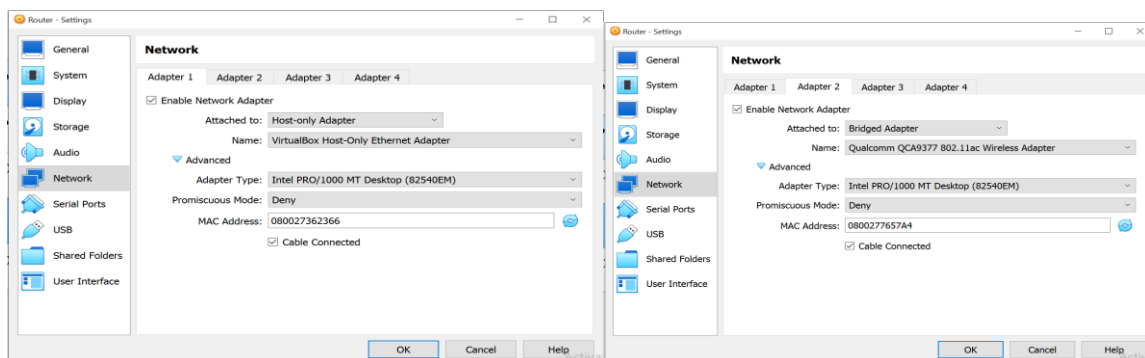 Router - Settings
General
System
Display
Storage
Audio
Network
Serial Ports
USB
Shared Folders
User Interface
Network
Adapter 1 Adapter 2 Adapter 3 Adapter 4
Enable Network Adapter
Attached to: Host-only Adapter
Name: VirtualBox Host-Only Ethernet Adapter
Advanced
Adapter Type: Intel PRO/1000 MT Desktop (82540EM)
Promiscuous Mode: Deny
MAC Address: 080027362366
Cable Connected
OK Cancel Help
Router - Settings
General
System
Display
Storage
Audio
Network
Serial Ports
USB
Shared Folders
User Interface
Network
Adapter 1 Adapter 2 Adapter 3 Adapter 4
Enable Network Adapter
Attached to: Bridged Adapter
Name: Qualcomm QCA9377 802.11ac Wireless Adapter
Advanced
Adapter Type: Intel PRO/1000 MT Desktop (82540EM)
Promiscuous Mode: Deny
MAC Address: 0800277657A4
Cable Connected
OK Cancel Help